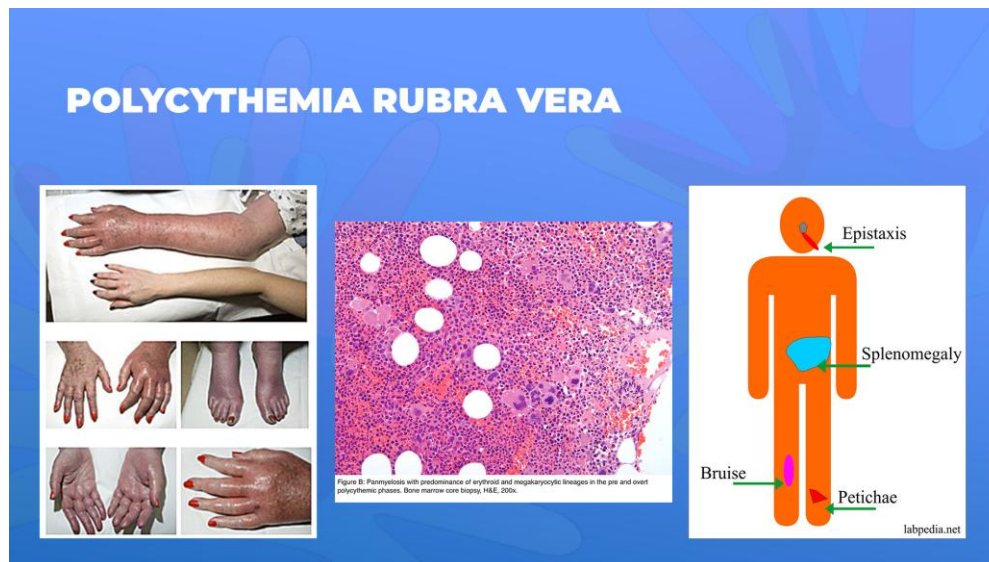 POLYCYTHEMIA RUBRA VERA
Figure B: Panmyelosis with predominance of erythroid and megakaryocytic lineages in the pre and overt
polycythemic phases. Bone marrow core biopsy, H&E, 200x.
Epistaxis
Splenomegaly
Bruise
Petichae
labpedia.net